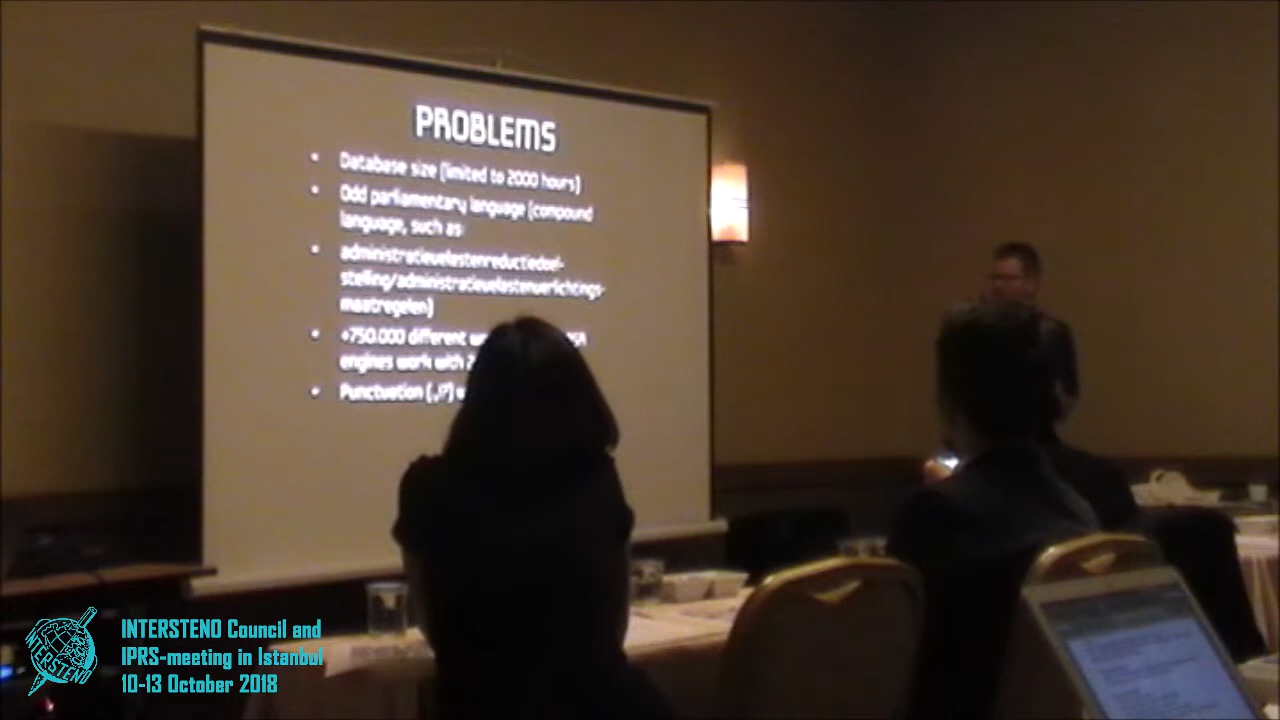 PROBLEMS
• Database size (limited to 2000 hours)
• Odd parliamentary language (compound
language, such as
• administratievelastenreductiedoel-
stelling/administratievelastenverlichtings-
maatregelen)
• +750.000 different
engines work with
• Punctuation (.,!?)
INTERSTENO Council and
IPRS-meeting in Istanbul
10-13 October 2018
INTERSTENO